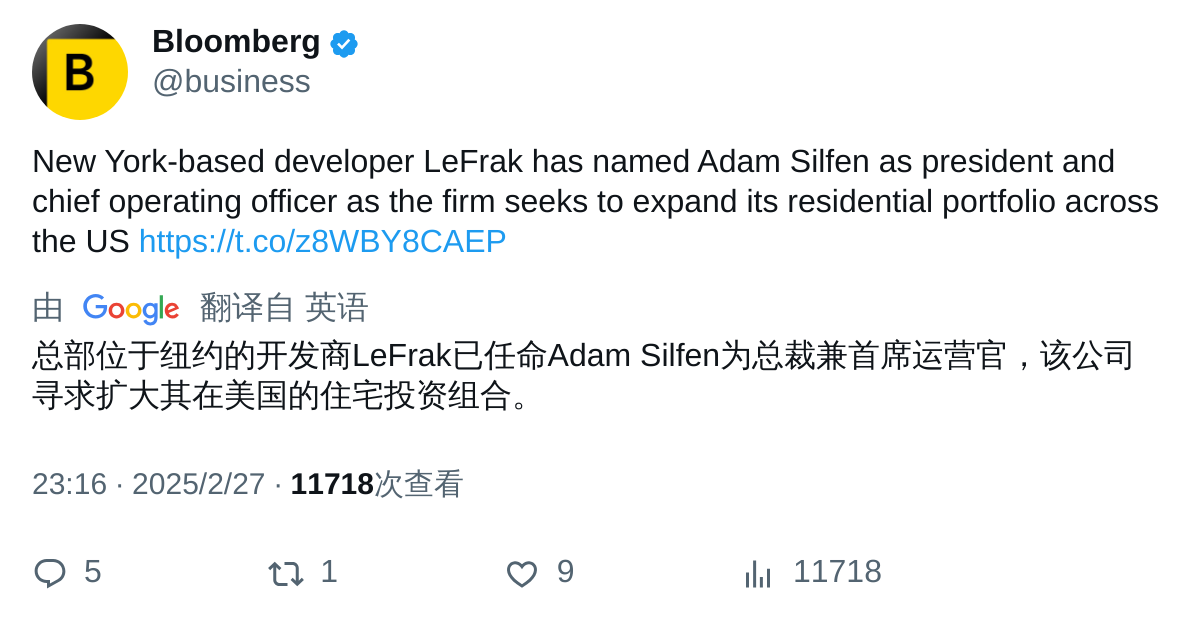 B
Bloomberg
@business
New York-based developer LeFrak has named Adam Silfen as president and
chief operating officer as the firm seeks to expand its residential portfolio across
the US https://t.co/z8WBY8CAEP
由 Google 翻译自 英语
总部位于纽约的开发商LeFrak已任命Adam Silfen为总裁兼首席运营官，该公司
寻求扩大其在美国的住宅投资组合。
23:16 · 2025/2/27 · 11718次查看
5 1 9 11718